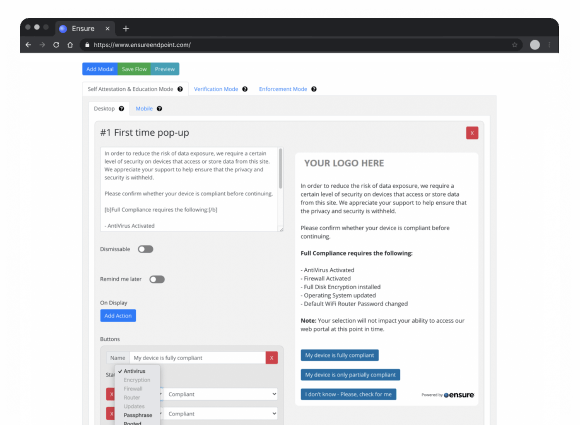 Ensure
https://www.ensureendpoint.com/
Add Modal Save Flow Preview
Self Attestation & Education Mode Verification Mode Enforcement Mode
Desktop Mobile
#1 First time pop-up
X
In order to reduce the risk of data exposure, we require a certain
level of security on devices that access or store data from this site.
We appreciate your support to help ensure that the privacy and
security is withheld.
Please confirm whether your device is compliant before continuing.
[b]Full Compliance requires the following:[/b]
- AntiVirus Activated
Dismissable
Remind me later
On Display
Add Action
Buttons
Name My device is fully compliant X
Antivirus
Encryption
Firewall
Router
Updates
Passphrase
Rooted
Compliant
Compliant
YOUR LOGO HERE
In order to reduce the risk of data exposure, we require a
certain level of security on devices that access or store data
from this site. We appreciate your support to help ensure that
the privacy and security is withheld.
Please confirm whether your device is compliant before
continuing.
Full Compliance requires the following:
- AntiVirus Activated
- Firewall Activated
- Full Disk Encryption installed
- Operating System updated
- Default WiFi Router Password changed
Note: Your selection will not impact your ability to access our
web portal at this point in time.
My device is fully compliant
My device is only partially compliant
I don't know - Please, check for me
Powered by ensure